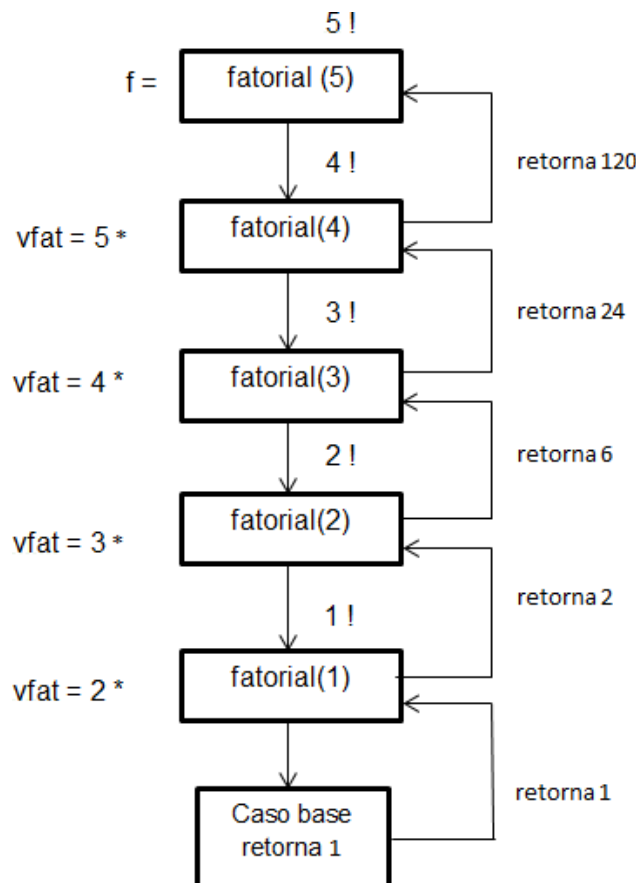 5 !
f = fatorial (5)
4 !
retorna 120
vfat = 5 * fatorial(4)
3 !
retorna 24
vfat = 4 * fatorial(3)
2 !
retorna 6
vfat = 3 * fatorial(2)
1 !
retorna 2
vfat = 2 * fatorial(1)
retorna 1
Caso base
retorna 1